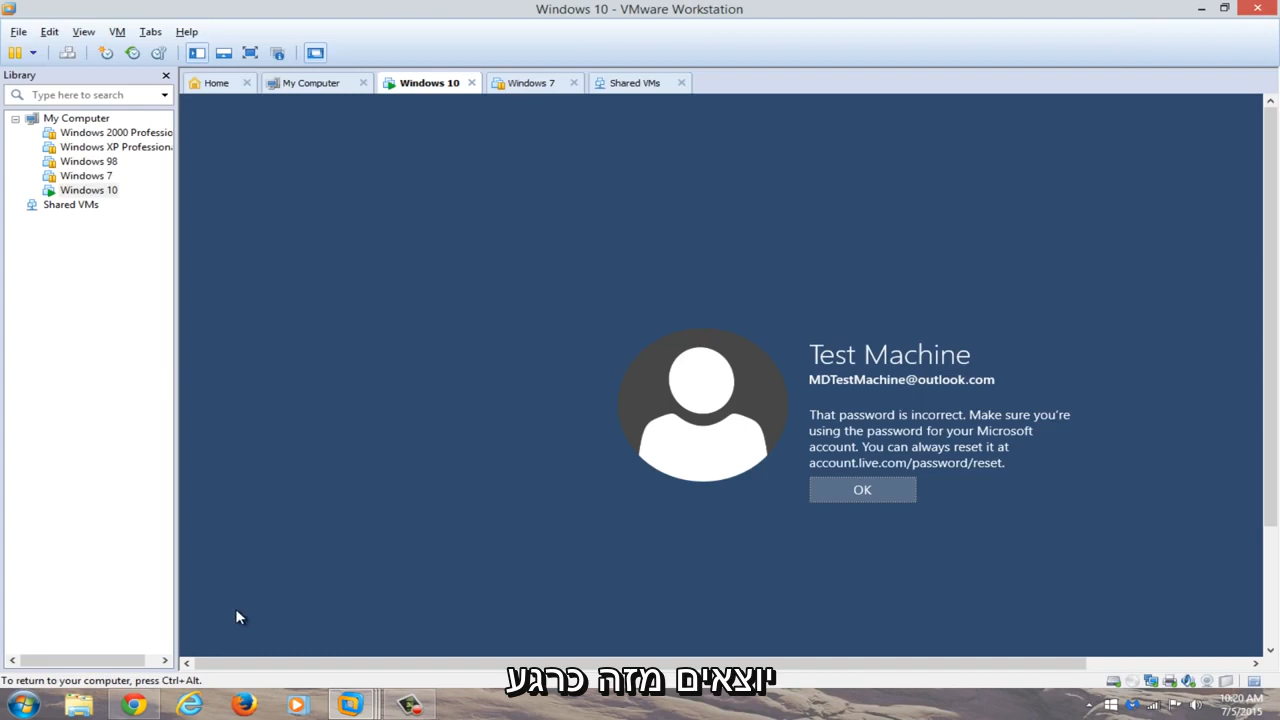 Windows 10 - VMware Workstation
File Edit View VM Tabs Help
Library
Type here to search
Home My Computer Windows 10 Windows 7 Shared VMs
My Computer
Windows 2000 Professio
Windows XP Profession
Windows 98
Windows 7
Windows 10
Shared VMs
Test Machine
MDTestMachine@outlook.com
That password is incorrect. Make sure you're
using the password for your Microsoft
account. You can always reset it at
account.live.com/password/reset.
OK
To return to your computer, press Ctrl+Alt.
יוצאים מזה כרגע
10:20 AM
7/5/2015